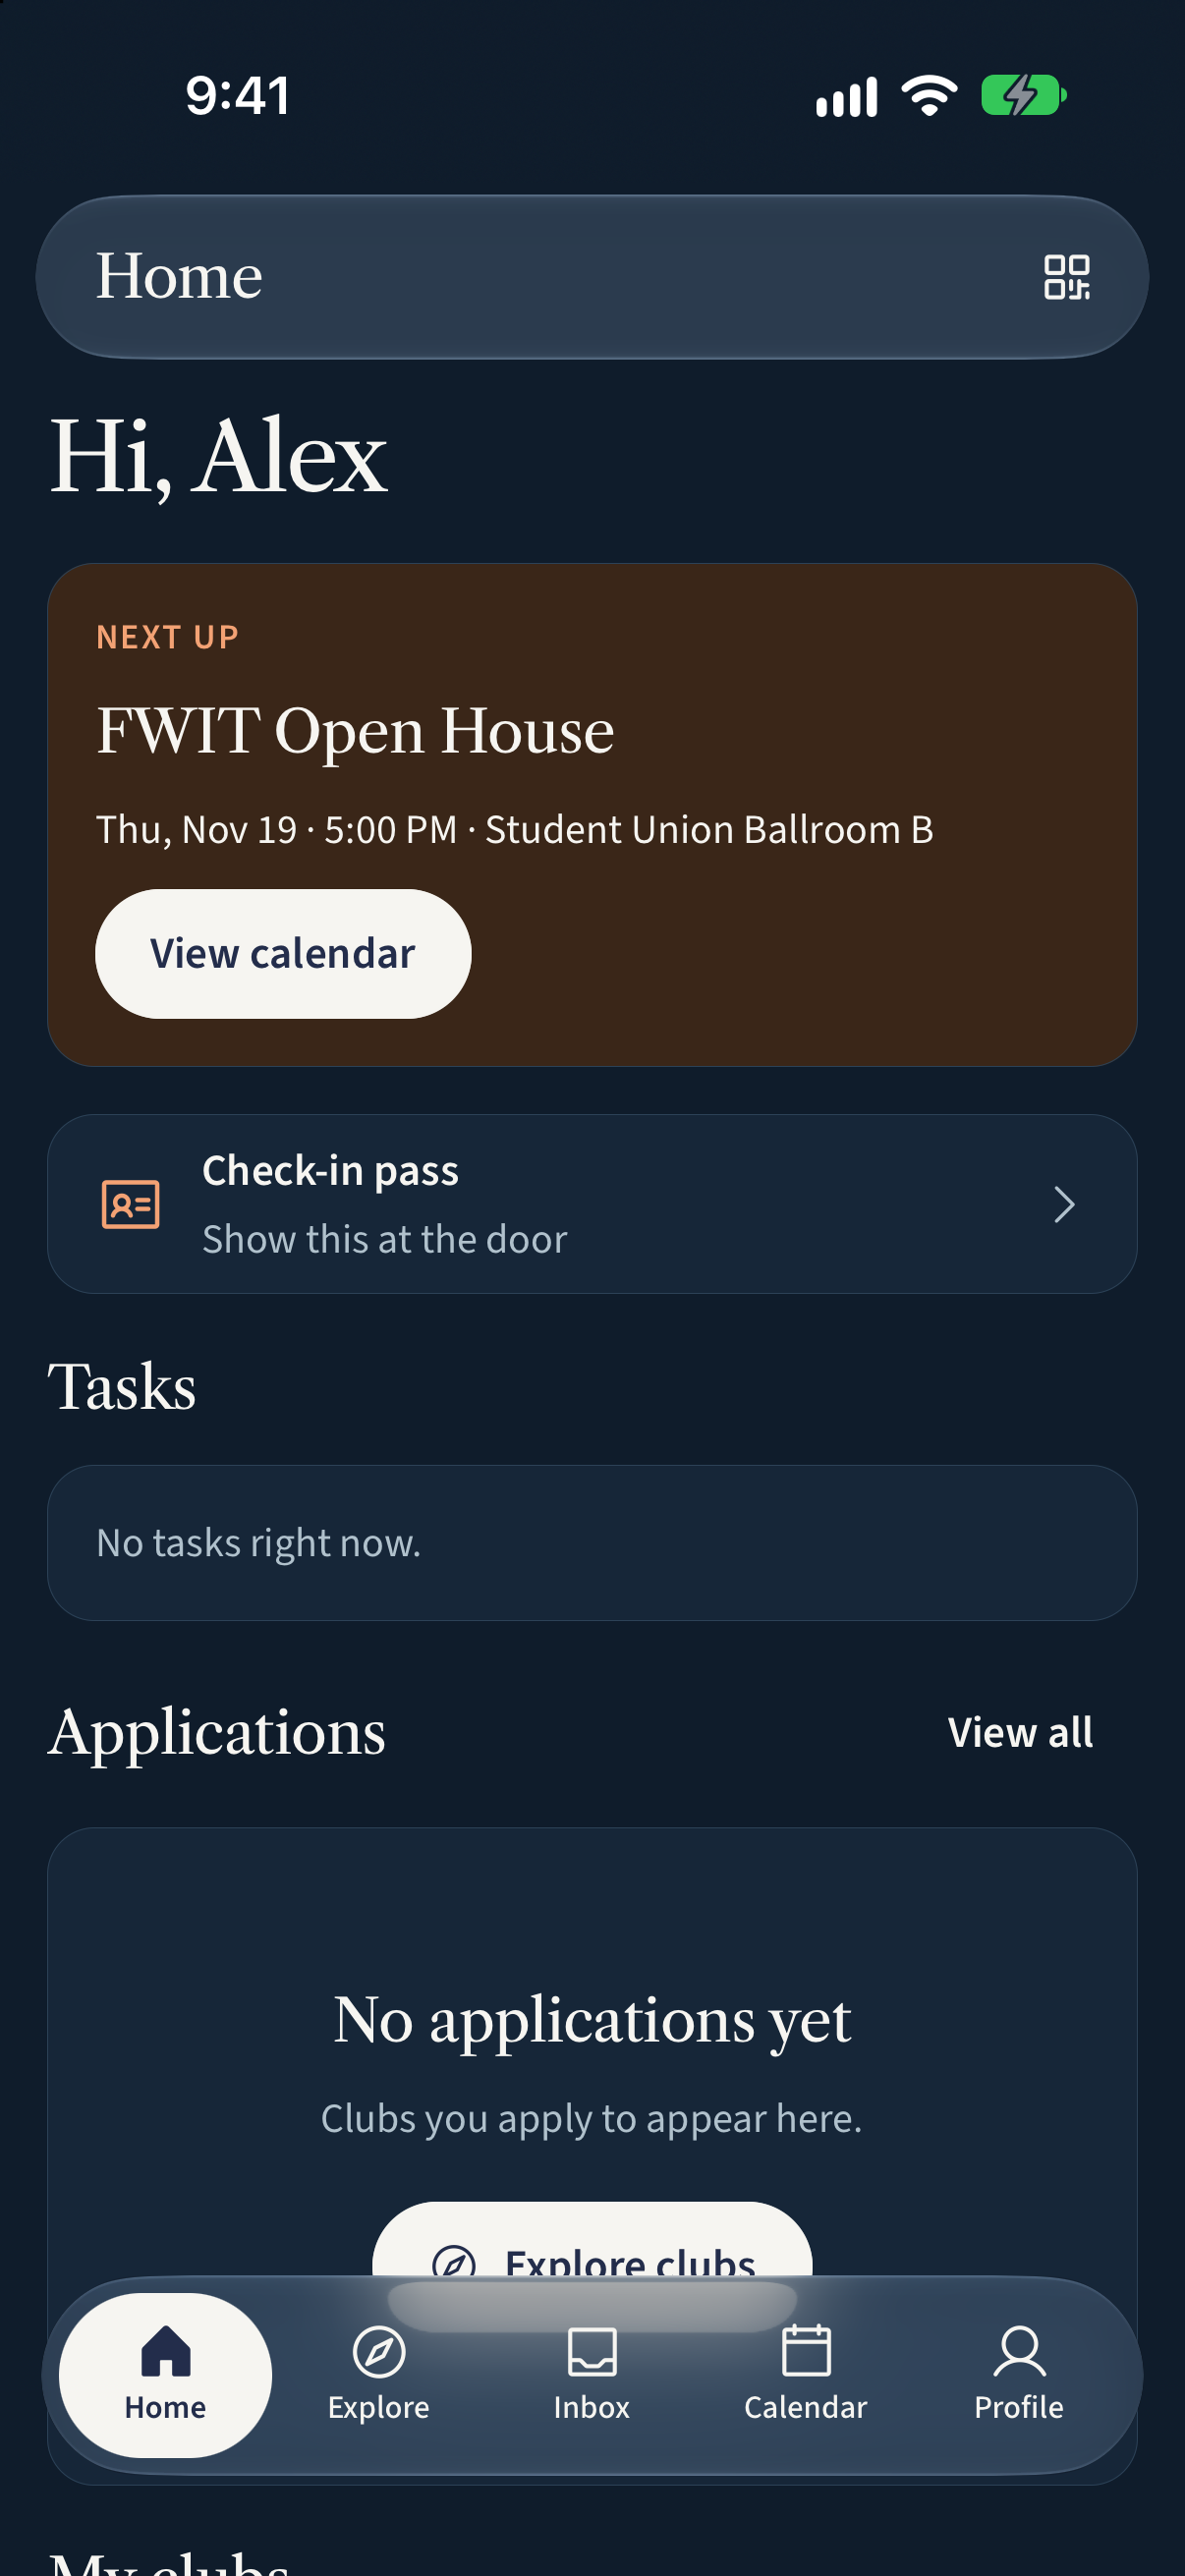 9:41
Home
Hi, Alex
NEXT UP
FWIT Open House
Thu, Nov 19 · 5:00 PM · Student Union Ballroom B
View calendar
Check-in pass
Show this at the door
Tasks
No tasks right now.
Applications
View all
No applications yet
Clubs you apply to appear here.
Explore clubs
Home
Explore
Inbox
Calendar
Profile
My clubs